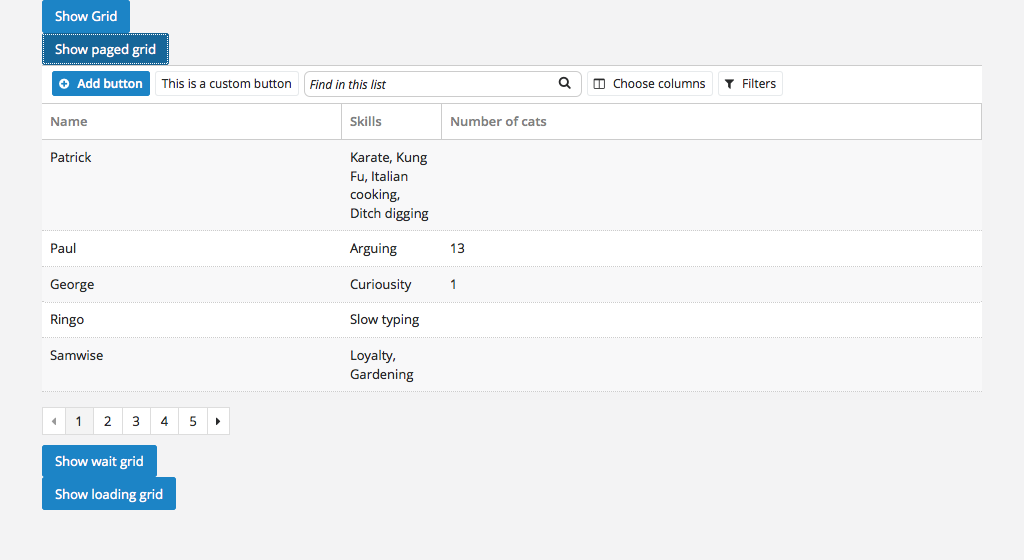 Show Grid
Show paged grid
Add button This is a custom button Find in this list Choose columns Filters
Name Skills Number of cats
Patrick Karate, Kung
Fu, Italian
cooking,
Ditch digging
Paul Arguing 13
George Curiousity 1
Ringo Slow typing
Samwise Loyalty,
Gardening
1 2 3 4 5
Show wait grid
Show loading grid